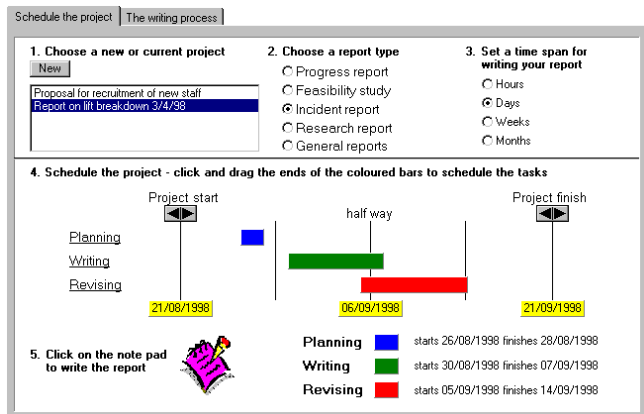 Schedule the project
The writing process
1. Choose a new or current project
New
Proposal for recruitment of new staff
Report on lift breakdown 3/4/98
2. Choose a report type
Progress report
Feasibility study
Incident report
Research report
General reports
3. Set a time span for
writing your report
Hours
Days
Weeks
Months
4. Schedule the project - click and drag the ends of the coloured bars to schedule the tasks
Project start
half way
Project finish
Planning
Writing
Revising
21/08/1998
06/09/1998
21/09/1998
5. Click on the note pad
to write the report
Planning starts 26/08/1998 finishes 28/08/1998
Writing starts 30/08/1998 finishes 07/09/1998
Revising starts 05/09/1998 finishes 14/09/1998